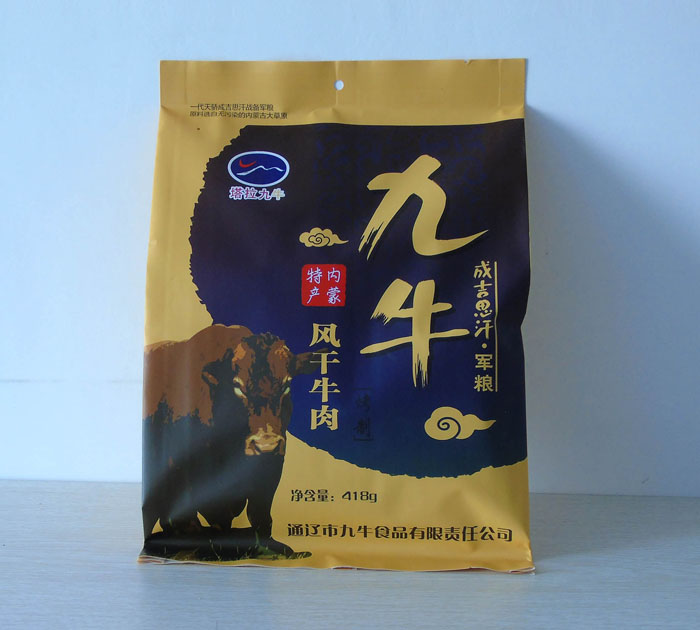 一代天骄成吉思汗战备军粮
原料选自无污染的内蒙古大草原
塔拉九牛
九牛
成吉思汗·军粮
内蒙
特产
风干牛肉
净含量：418g
通辽市九牛食品有限责任公司